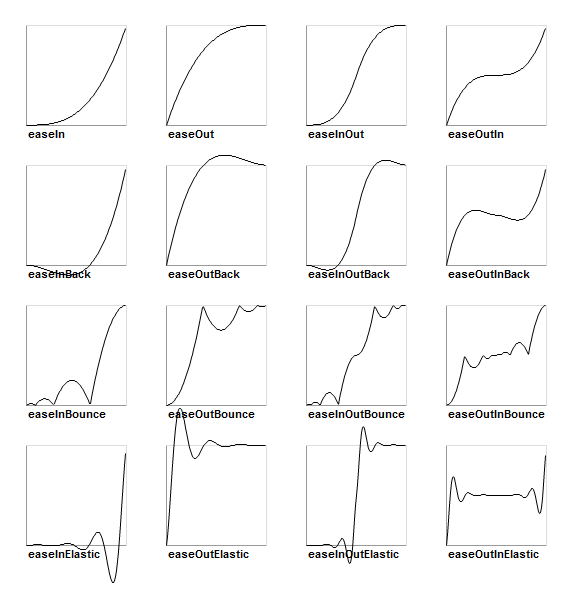 easeIn
easeOut
easeInOut
easeOutIn
easeInBack
easeOutBack
easeInOutBack
easeOutInBack
easeInBounce
easeOutBounce
easeInOutBounce
easeOutInBounce
easeInElastic
easeOutElastic
easeInOutElastic
easeOutInElastic